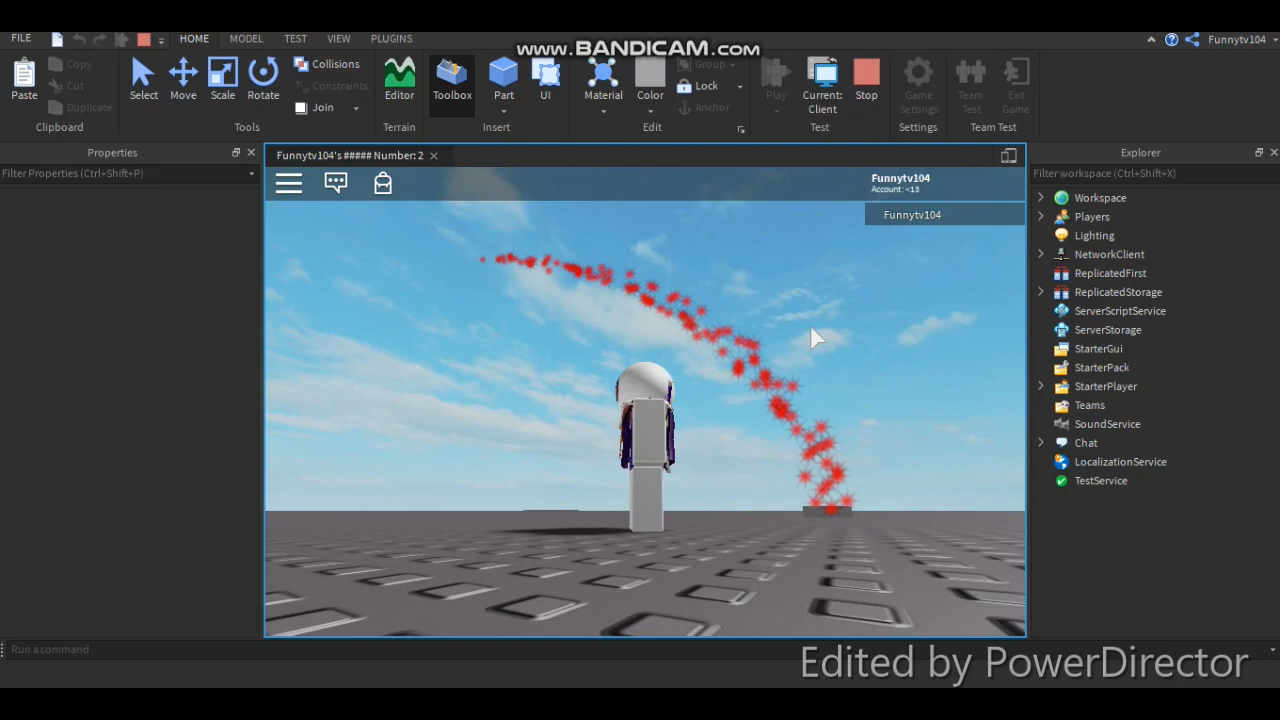 www.BANDICAM.com
FILE HOME MODEL TEST VIEW PLUGINS Funnytv104
Paste Copy Cut Duplicate Select Move Scale Rotate Collisions Constraints Join Editor Toolbox Part UI Material Color Group Lock Anchor Play Current: Client Stop Game Settings Team Test Exit Game
Clipboard Tools Terrain Insert Edit Test Settings Team Test
Properties Funnytv104's ##### Number: 2 Explorer
Filter Properties (Ctrl+Shift+P) Filter workspace (Ctrl+Shift+X)
Funnytv104
Account: <13
Funnytv104
Workspace
Players
Lighting
NetworkClient
ReplicatedFirst
ReplicatedStorage
ServerScriptService
ServerStorage
StarterGui
StarterPack
StarterPlayer
Teams
SoundService
Chat
LocalizationService
TestService
Run a command
Edited by PowerDirector